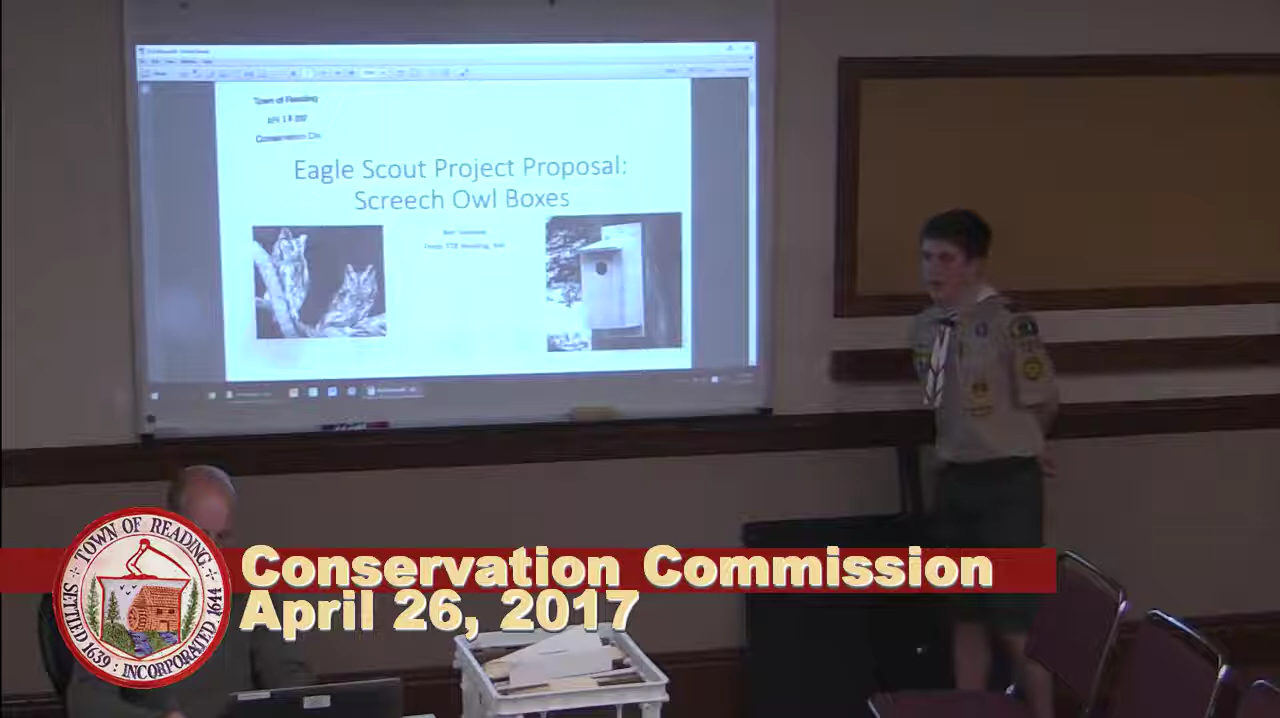 Town of Reading
Conservation Div.
Eagle Scout Project Proposal:
Screech Owl Boxes
TOWN OF READING
SETTLED 1639 : INCORPORATED 1644
Conservation Commission
April 26, 2017